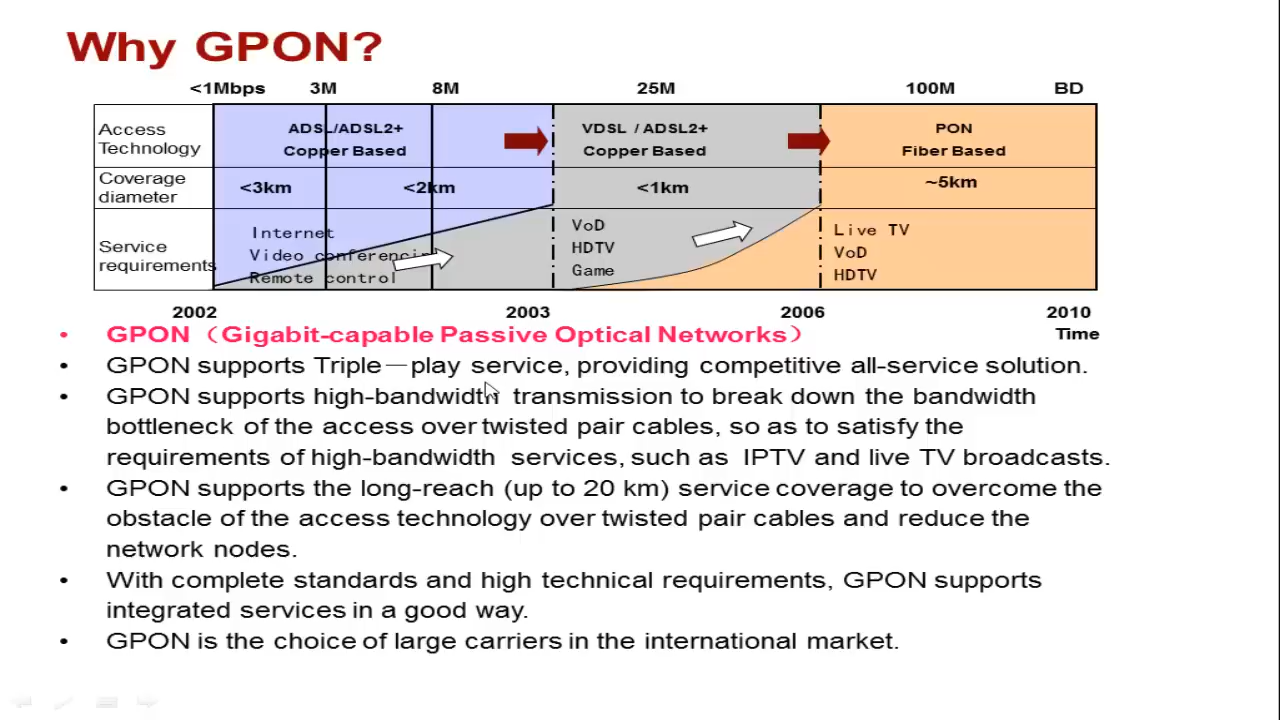 Why GPON?
<1Mbps 3M 8M 25M 100M BD
Access
Technology
ADSL/ADSL2+
Copper Based
VDSL / ADSL2+
Copper Based
PON
Fiber Based
Coverage
diameter
<3km <2km <1km ~5km
Service
requirements
Internet
Video conferencin
Remote control
VoD
HDTV
Game
Live TV
VoD
HDTV
2002 2003 2006 2010
Time
• GPON（Gigabit-capable Passive Optical Networks）
• GPON supports Triple－play service, providing competitive all-service solution.
• GPON supports high-bandwidth transmission to break down the bandwidth
bottleneck of the access over twisted pair cables, so as to satisfy the
requirements of high-bandwidth services, such as IPTV and live TV broadcasts.
• GPON supports the long-reach (up to 20 km) service coverage to overcome the
obstacle of the access technology over twisted pair cables and reduce the
network nodes.
• With complete standards and high technical requirements, GPON supports
integrated services in a good way.
• GPON is the choice of large carriers in the international market.